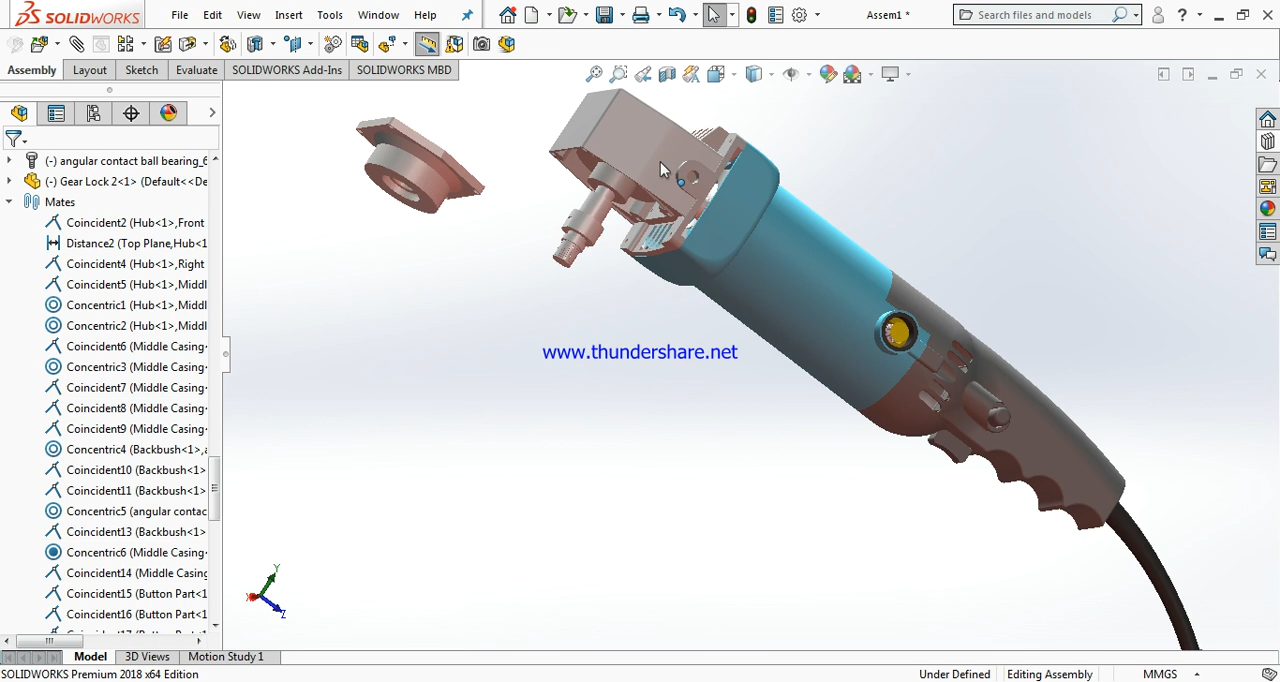 SOLIDWORKS
File Edit View Insert Tools Window Help
Assem1 *
Search files and models
?
Assembly Layout Sketch Evaluate SOLIDWORKS Add-Ins SOLIDWORKS MBD
(-) angular contact ball bearing_6
(-) Gear Lock 2<1> (Default<<De
Mates
Coincident2 (Hub<1>,Front
Distance2 (Top Plane,Hub<1
Coincident4 (Hub<1>,Right
Coincident5 (Hub<1>,Middl
Concentric1 (Hub<1>,Middl
Concentric2 (Hub<1>,Middl
Coincident6 (Middle Casing
Concentric3 (Middle Casing
Coincident7 (Middle Casing
Coincident8 (Middle Casing
Coincident9 (Middle Casing
Concentric4 (Backbush<1>,a
Coincident10 (Backbush<1>
Coincident11 (Backbush<1>
Concentric5 (angular contac
Coincident13 (Backbush<1>
Concentric6 (Middle Casing
Coincident14 (Middle Casing
Coincident15 (Button Part<1
Coincident16 (Button Part<1
www.thundershare.net
Y
X
Z
Model 3D Views Motion Study 1
SOLIDWORKS Premium 2018 x64 Edition
Under Defined Editing Assembly MMGS